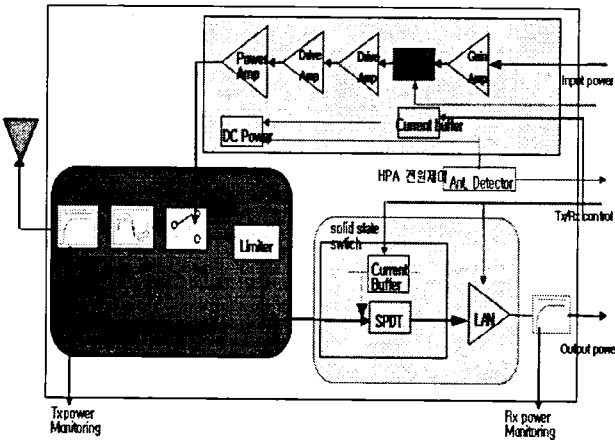 Power
Amp
Drive
Amp
Drive
Amp
Gain
Amp
Input power
DC Power
Current Buffer
HPA 전원제어
Ant. Detector
Tx/Rx control
Limiter
solid state
switch
Current
Buffer
SPDT
LAN
Output power
Tx power
Monitoring
Rx power
Monitoring